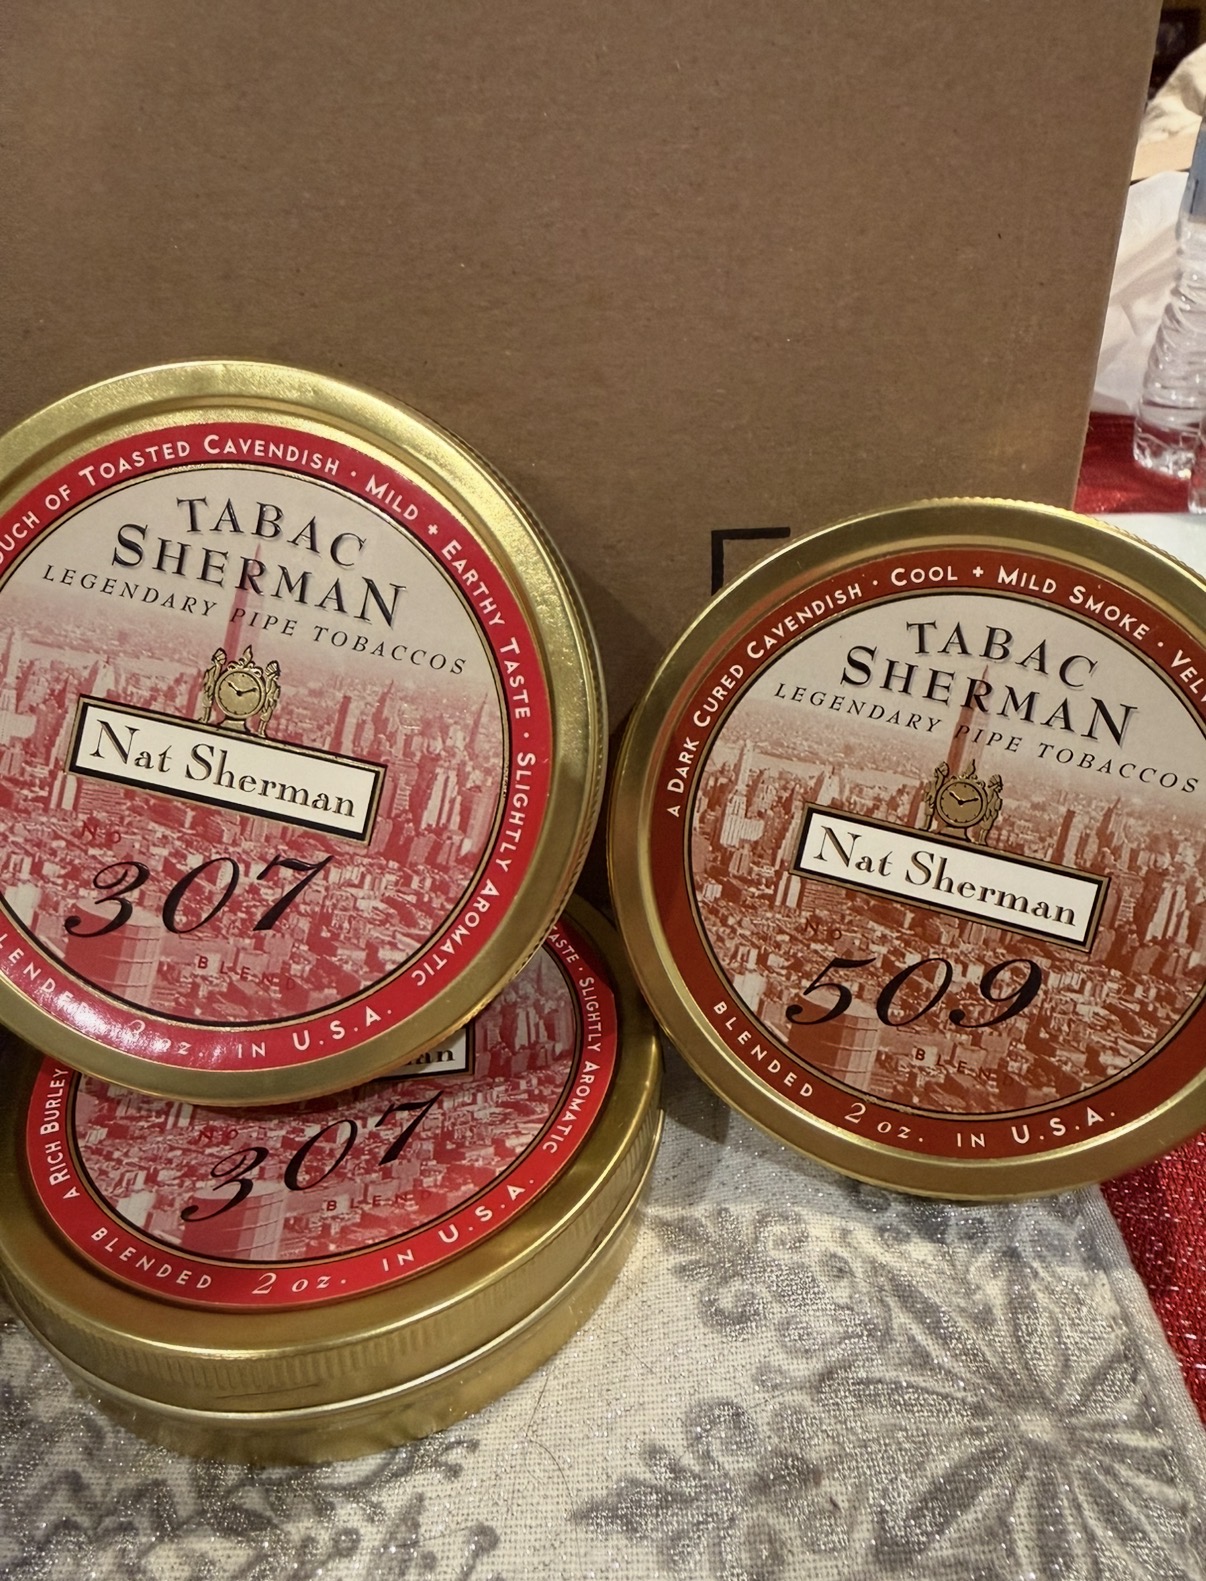 OUCH OF TOASTED CAVENDISH · MILD + EARTHY TASTE · SLIGHTLY AROMATIC
TABAC
SHERMAN
LEGENDARY PIPE TOBACCOS
Nat Sherman
NO
307
BLEND
BLENDED 2 oz. IN U.S.A.
A DARK CURED CAVENDISH · COOL + MILD SMOKE ·
TABAC
SHERMAN
LEGENDARY PIPE TOBACCOS
Nat Sherman
NO
509
BLEND
BLENDED 2 oz. IN U.S.A.
A RICH BURLEY
TASTE · SLIGHTLY AROMATIC
NO
307
BLEND
BLENDED 2 oz. IN U.S.A.